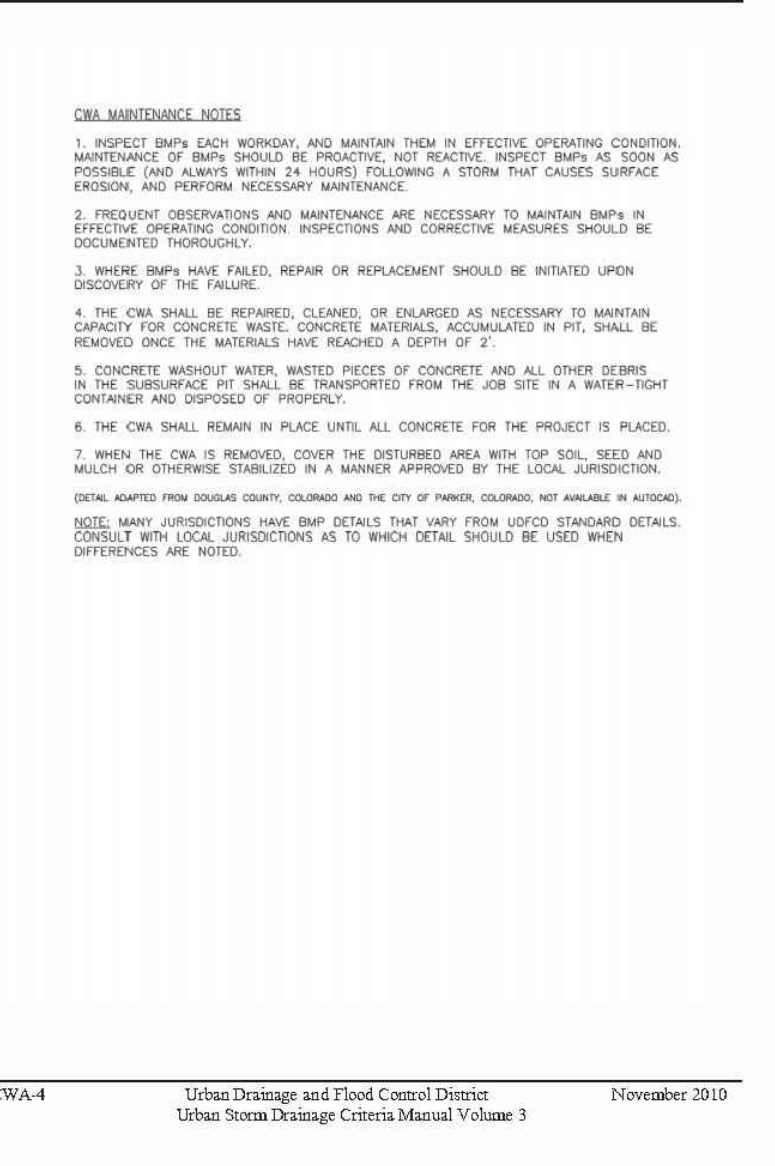 CWA MAINTENANCE NOTES
1. INSPECT BMPs EACH WORKDAY, AND MAINTAIN THEM IN EFFECTIVE OPERATING CONDITION.
MAINTENANCE OF BMPs SHOULD BE PROACTIVE, NOT REACTIVE. INSPECT BMPs AS SOON AS
POSSIBLE (AND ALWAYS WITHIN 24 HOURS) FOLLOWING A STORM THAT CAUSES SURFACE
EROSION, AND PERFORM NECESSARY MAINTENANCE.
2. FREQUENT OBSERVATIONS AND MAINTENANCE ARE NECESSARY TO MAINTAIN BMPs IN
EFFECTIVE OPERATING CONDITION. INSPECTIONS AND CORRECTIVE MEASURES SHOULD BE
DOCUMENTED THOROUGHLY.
3. WHERE BMPs HAVE FAILED, REPAIR OR REPLACEMENT SHOULD BE INITIATED UPON
DISCOVERY OF THE FAILURE.
4. THE CWA SHALL BE REPAIRED, CLEANED, OR ENLARGED AS NECESSARY TO MAINTAIN
CAPACITY FOR CONCRETE WASTE. CONCRETE MATERIALS, ACCUMULATED IN PIT, SHALL BE
REMOVED ONCE THE MATERIALS HAVE REACHED A DEPTH OF 2'.
5. CONCRETE WASHOUT WATER, WASTED PIECES OF CONCRETE AND ALL OTHER DEBRIS
IN THE SUBSURFACE PIT SHALL BE TRANSPORTED FROM THE JOB SITE IN A WATER-TIGHT
CONTAINER AND DISPOSED OF PROPERLY.
6. THE CWA SHALL REMAIN IN PLACE UNTIL ALL CONCRETE FOR THE PROJECT IS PLACED.
7. WHEN THE CWA IS REMOVED, COVER THE DISTURBED AREA WITH TOP SOIL, SEED AND
MULCH OR OTHERWISE STABILIZED IN A MANNER APPROVED BY THE LOCAL JURISDICTION.
(DETAIL ADAPTED FROM DOUGLAS COUNTY, COLORADO AND THE CITY OF PARKER, COLORADO, NOT AVAILABLE IN AUTOCAD).
NOTE: MANY JURISDICTIONS HAVE BMP DETAILS THAT VARY FROM UDFCD STANDARD DETAILS.
CONSULT WITH LOCAL JURISDICTIONS AS TO WHICH DETAIL SHOULD BE USED WHEN
DIFFERENCES ARE NOTED.
CWA-4 Urban Drainage and Flood Control District November 2010
Urban Storm Drainage Criteria Manual Volume 3